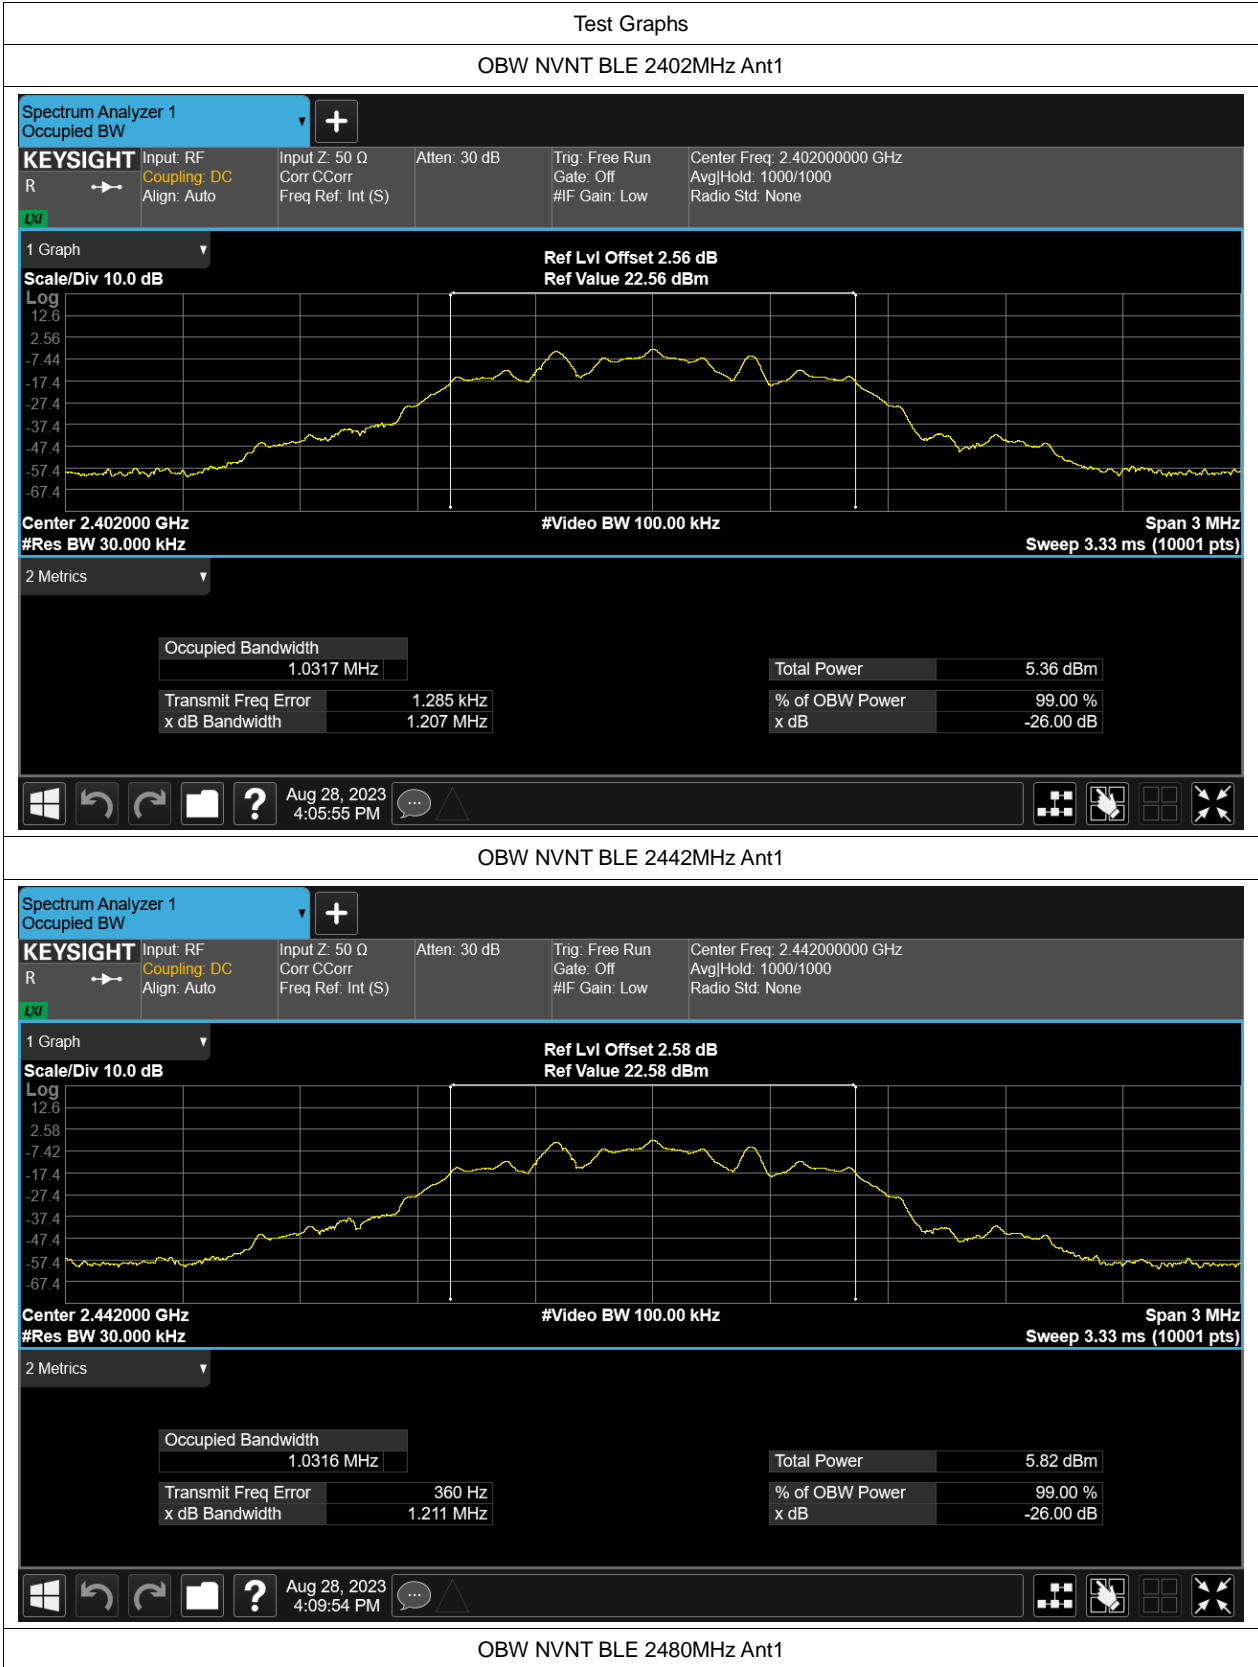 Test Graphs
OBW NVNT BLE 2402MHz Ant1
Spectrum Analyzer 1
Occupied BW
KEYSIGHT
R
LXI
Input: RF
Coupling: DC
Align: Auto
Input Z: 50 Ω
Corr CCorr
Freq Ref: Int (S)
Atten: 30 dB
Trig: Free Run
Gate: Off
#IF Gain: Low
Center Freq: 2.402000000 GHz
Avg|Hold: 1000/1000
Radio Std: None
1 Graph
Scale/Div 10.0 dB
Ref Lvl Offset 2.56 dB
Ref Value 22.56 dBm
Log
12.6
2.56
-7.44
-17.4
-27.4
-37.4
-47.4
-57.4
-67.4
Center 2.402000 GHz
#Res BW 30.000 kHz
#Video BW 100.00 kHz
Span 3 MHz
Sweep 3.33 ms (10001 pts)
2 Metrics
Occupied Bandwidth
1.0317 MHz
Transmit Freq Error 1.285 kHz
x dB Bandwidth 1.207 MHz
Total Power 5.36 dBm
% of OBW Power 99.00 %
x dB -26.00 dB
Aug 28, 2023
4:05:55 PM
OBW NVNT BLE 2442MHz Ant1
Spectrum Analyzer 1
Occupied BW
KEYSIGHT
R
LXI
Input: RF
Coupling: DC
Align: Auto
Input Z: 50 Ω
Corr CCorr
Freq Ref: Int (S)
Atten: 30 dB
Trig: Free Run
Gate: Off
#IF Gain: Low
Center Freq: 2.442000000 GHz
Avg|Hold: 1000/1000
Radio Std: None
1 Graph
Scale/Div 10.0 dB
Ref Lvl Offset 2.58 dB
Ref Value 22.58 dBm
Log
12.6
2.58
-7.42
-17.4
-27.4
-37.4
-47.4
-57.4
-67.4
Center 2.442000 GHz
#Res BW 30.000 kHz
#Video BW 100.00 kHz
Span 3 MHz
Sweep 3.33 ms (10001 pts)
2 Metrics
Occupied Bandwidth
1.0316 MHz
Transmit Freq Error 360 Hz
x dB Bandwidth 1.211 MHz
Total Power 5.82 dBm
% of OBW Power 99.00 %
x dB -26.00 dB
Aug 28, 2023
4:09:54 PM
OBW NVNT BLE 2480MHz Ant1